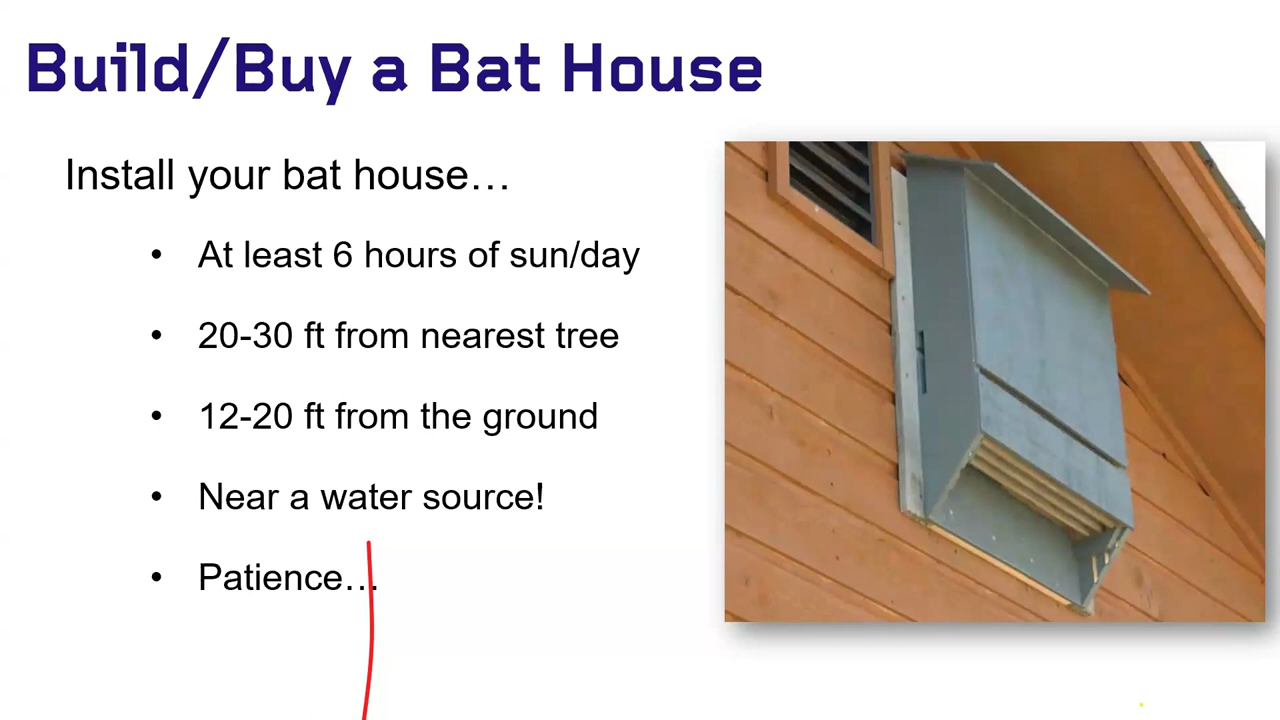 Build/Buy a Bat House
Install your bat house…
• At least 6 hours of sun/day
• 20-30 ft from nearest tree
• 12-20 ft from the ground
• Near a water source!
• Patience…